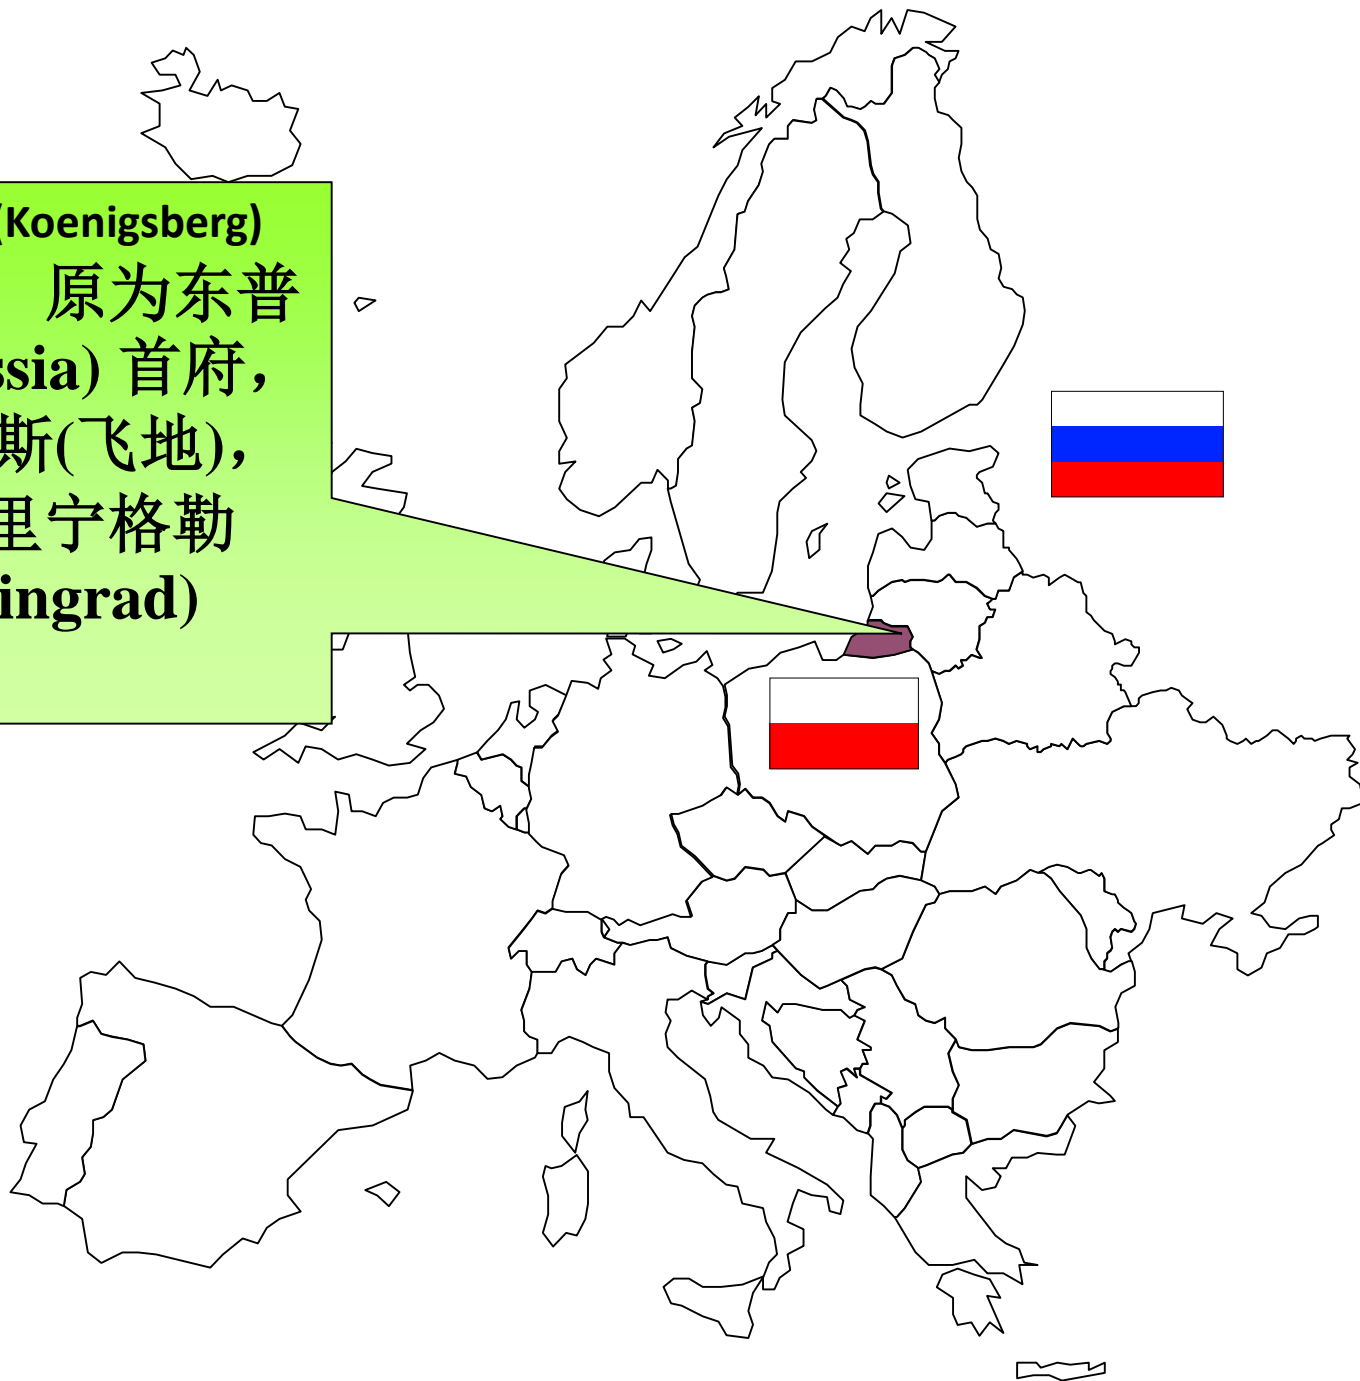 (Koenigsberg)
原为东普
ssia) 首府，
斯(飞地)，
里宁格勒
ingrad)